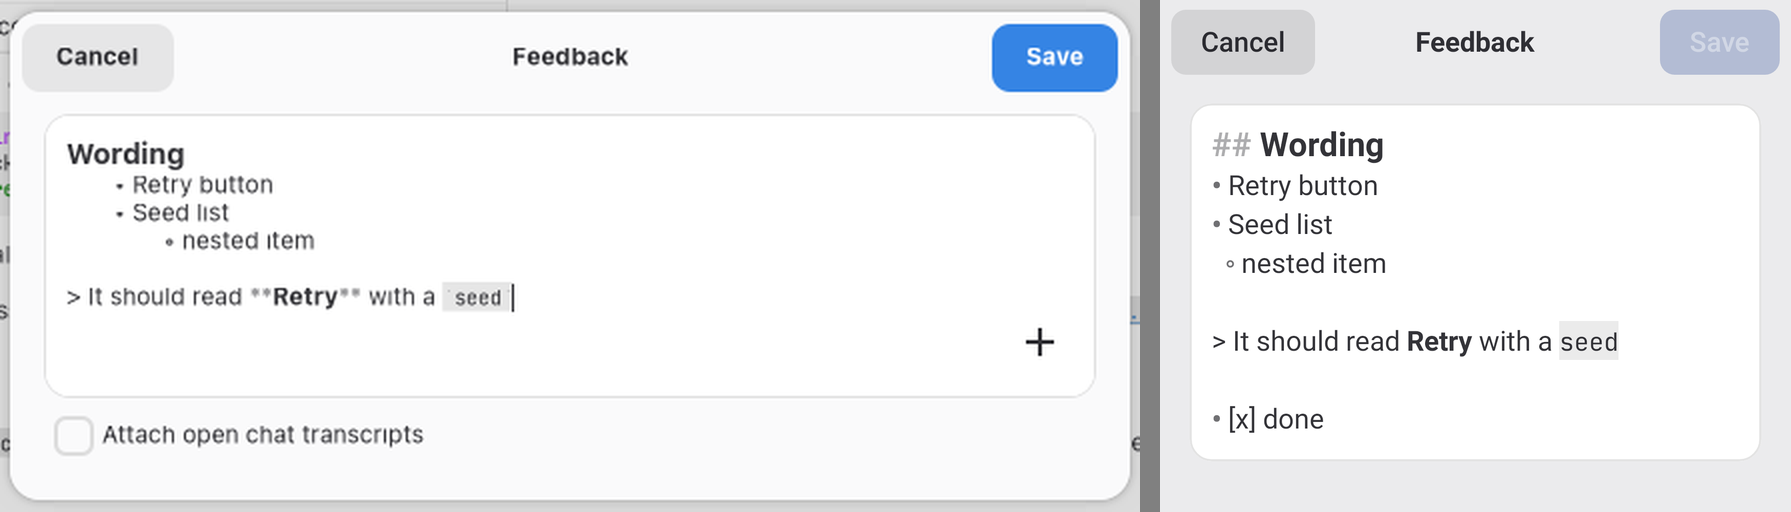 Cancel Feedback Save
Wording
• Retry button
• Seed list
◦ nested item
> It should read **Retry** with a `seed`
+
Attach open chat transcripts
Cancel Feedback Save
## Wording
• Retry button
• Seed list
◦ nested item
> It should read Retry with a seed
• [x] done